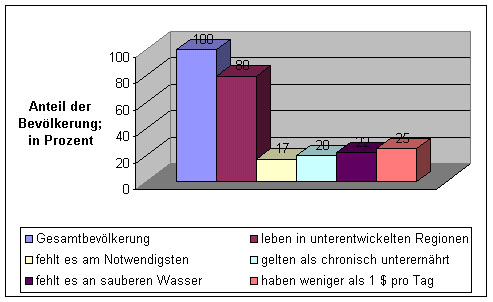 100
80
17
20
22
25
100
80
60
40
20
0
Anteil der
Bevölkerung;
in Prozent
Gesamtbevölkerung
leben in unterentwickelten Regionen
fehlt es am Notwendigsten
gelten als chronisch unterernährt
fehlt es an sauberen Wasser
haben weniger als 1 $ pro Tag